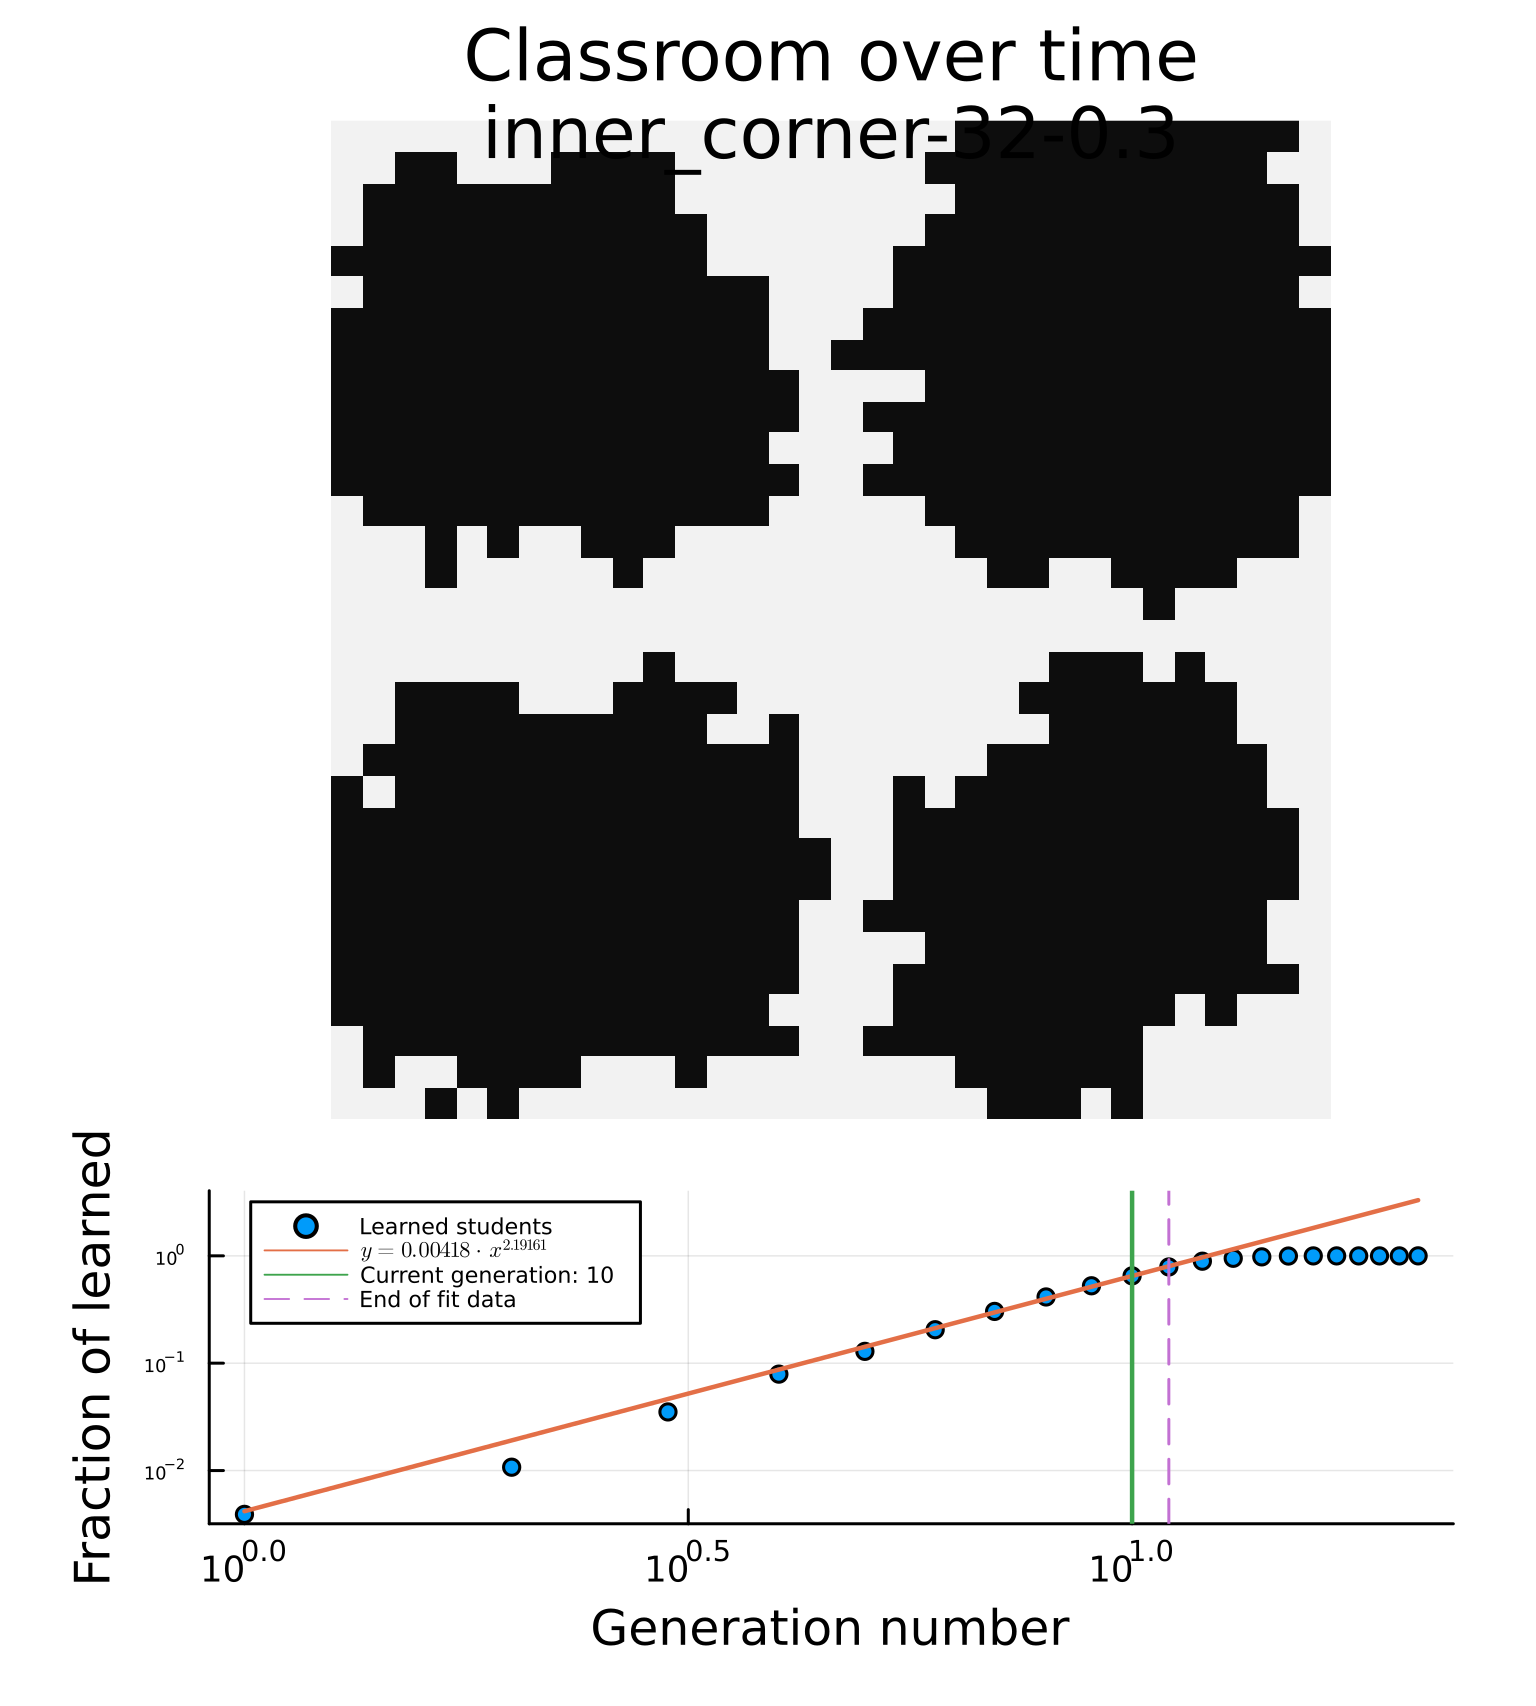 Classroom over time
inner_corner-32-0.3
Fraction of learned
Learned students
y = 0.00418 · x^2.19161
Current generation: 10
End of fit data
10^0
10^−1
10^−2
10^0.0
10^0.5
10^1.0
Generation number